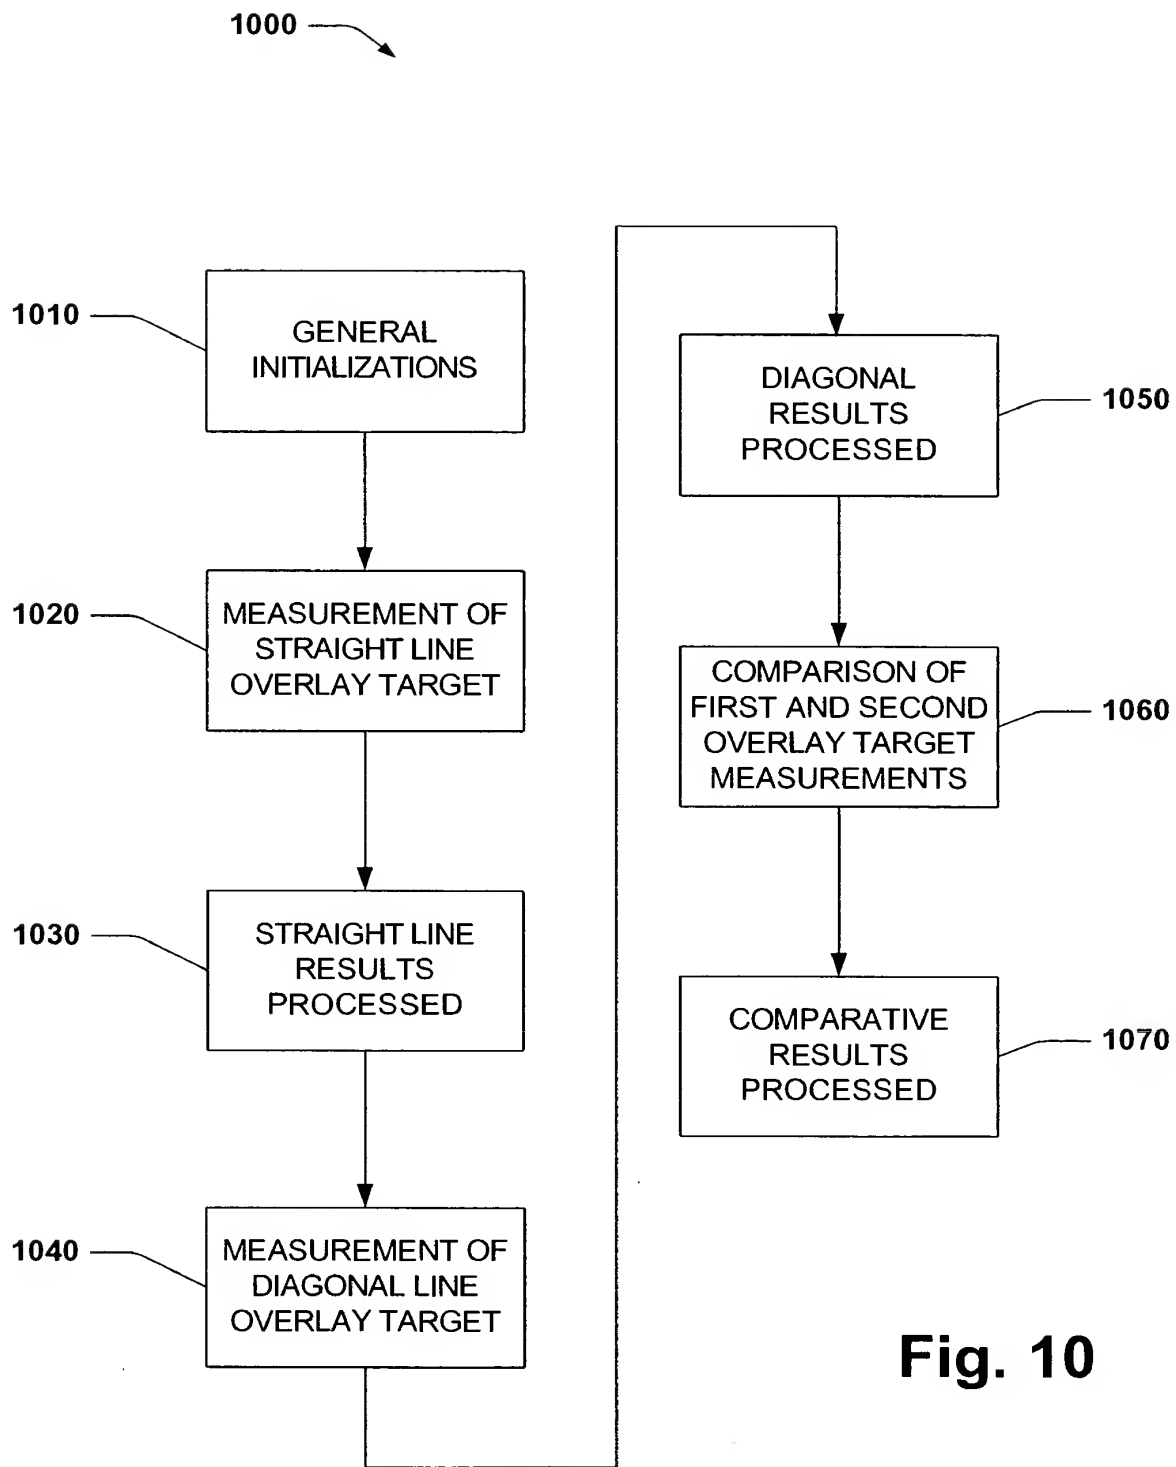 1000
1010
GENERAL
INITIALIZATIONS
1020
MEASUREMENT OF
STRAIGHT LINE
OVERLAY TARGET
1030
STRAIGHT LINE
RESULTS
PROCESSED
1040
MEASUREMENT OF
DIAGONAL LINE
OVERLAY TARGET
DIAGONAL
RESULTS
PROCESSED
1050
COMPARISON OF
FIRST AND SECOND
OVERLAY TARGET
MEASUREMENTS
1060
COMPARATIVE
RESULTS
PROCESSED
1070
Fig. 10